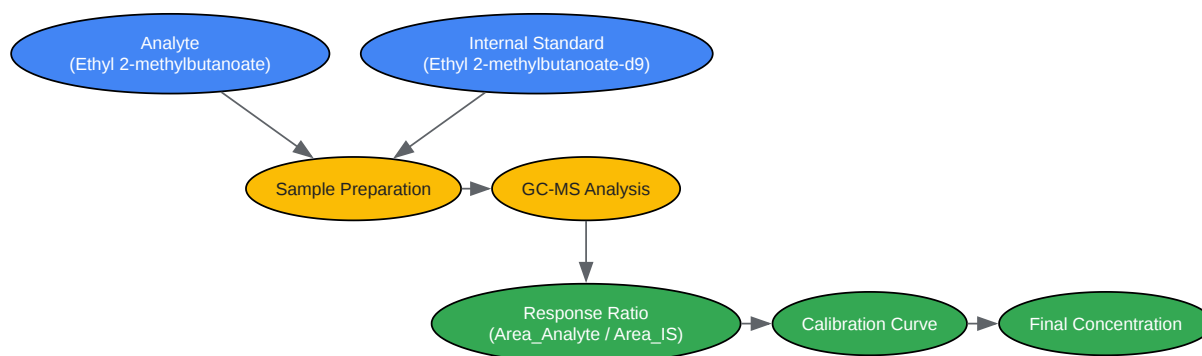 Analyte
(Ethyl 2-methylbutanoate)
Internal Standard
(Ethyl 2-methylbutanoate-d9)
Sample Preparation
GC-MS Analysis
Response Ratio
(Area_Analyte / Area_IS)
Calibration Curve
Final Concentration